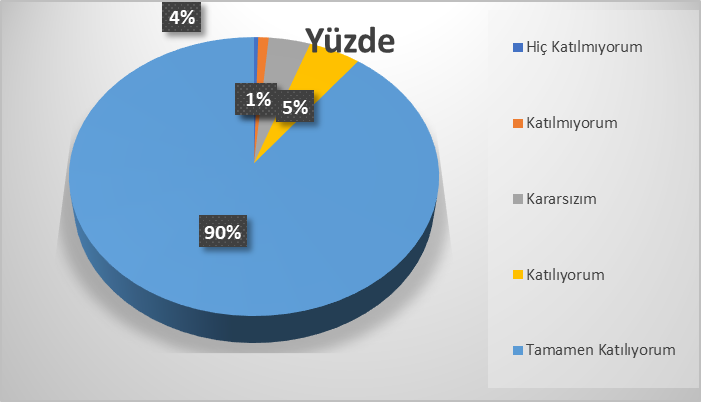 4%
Yüzde
1%
5%
90%
Hiç Katılmıyorum
Katılmıyorum
Kararsızım
Katılıyorum
Tamamen Katılıyorum